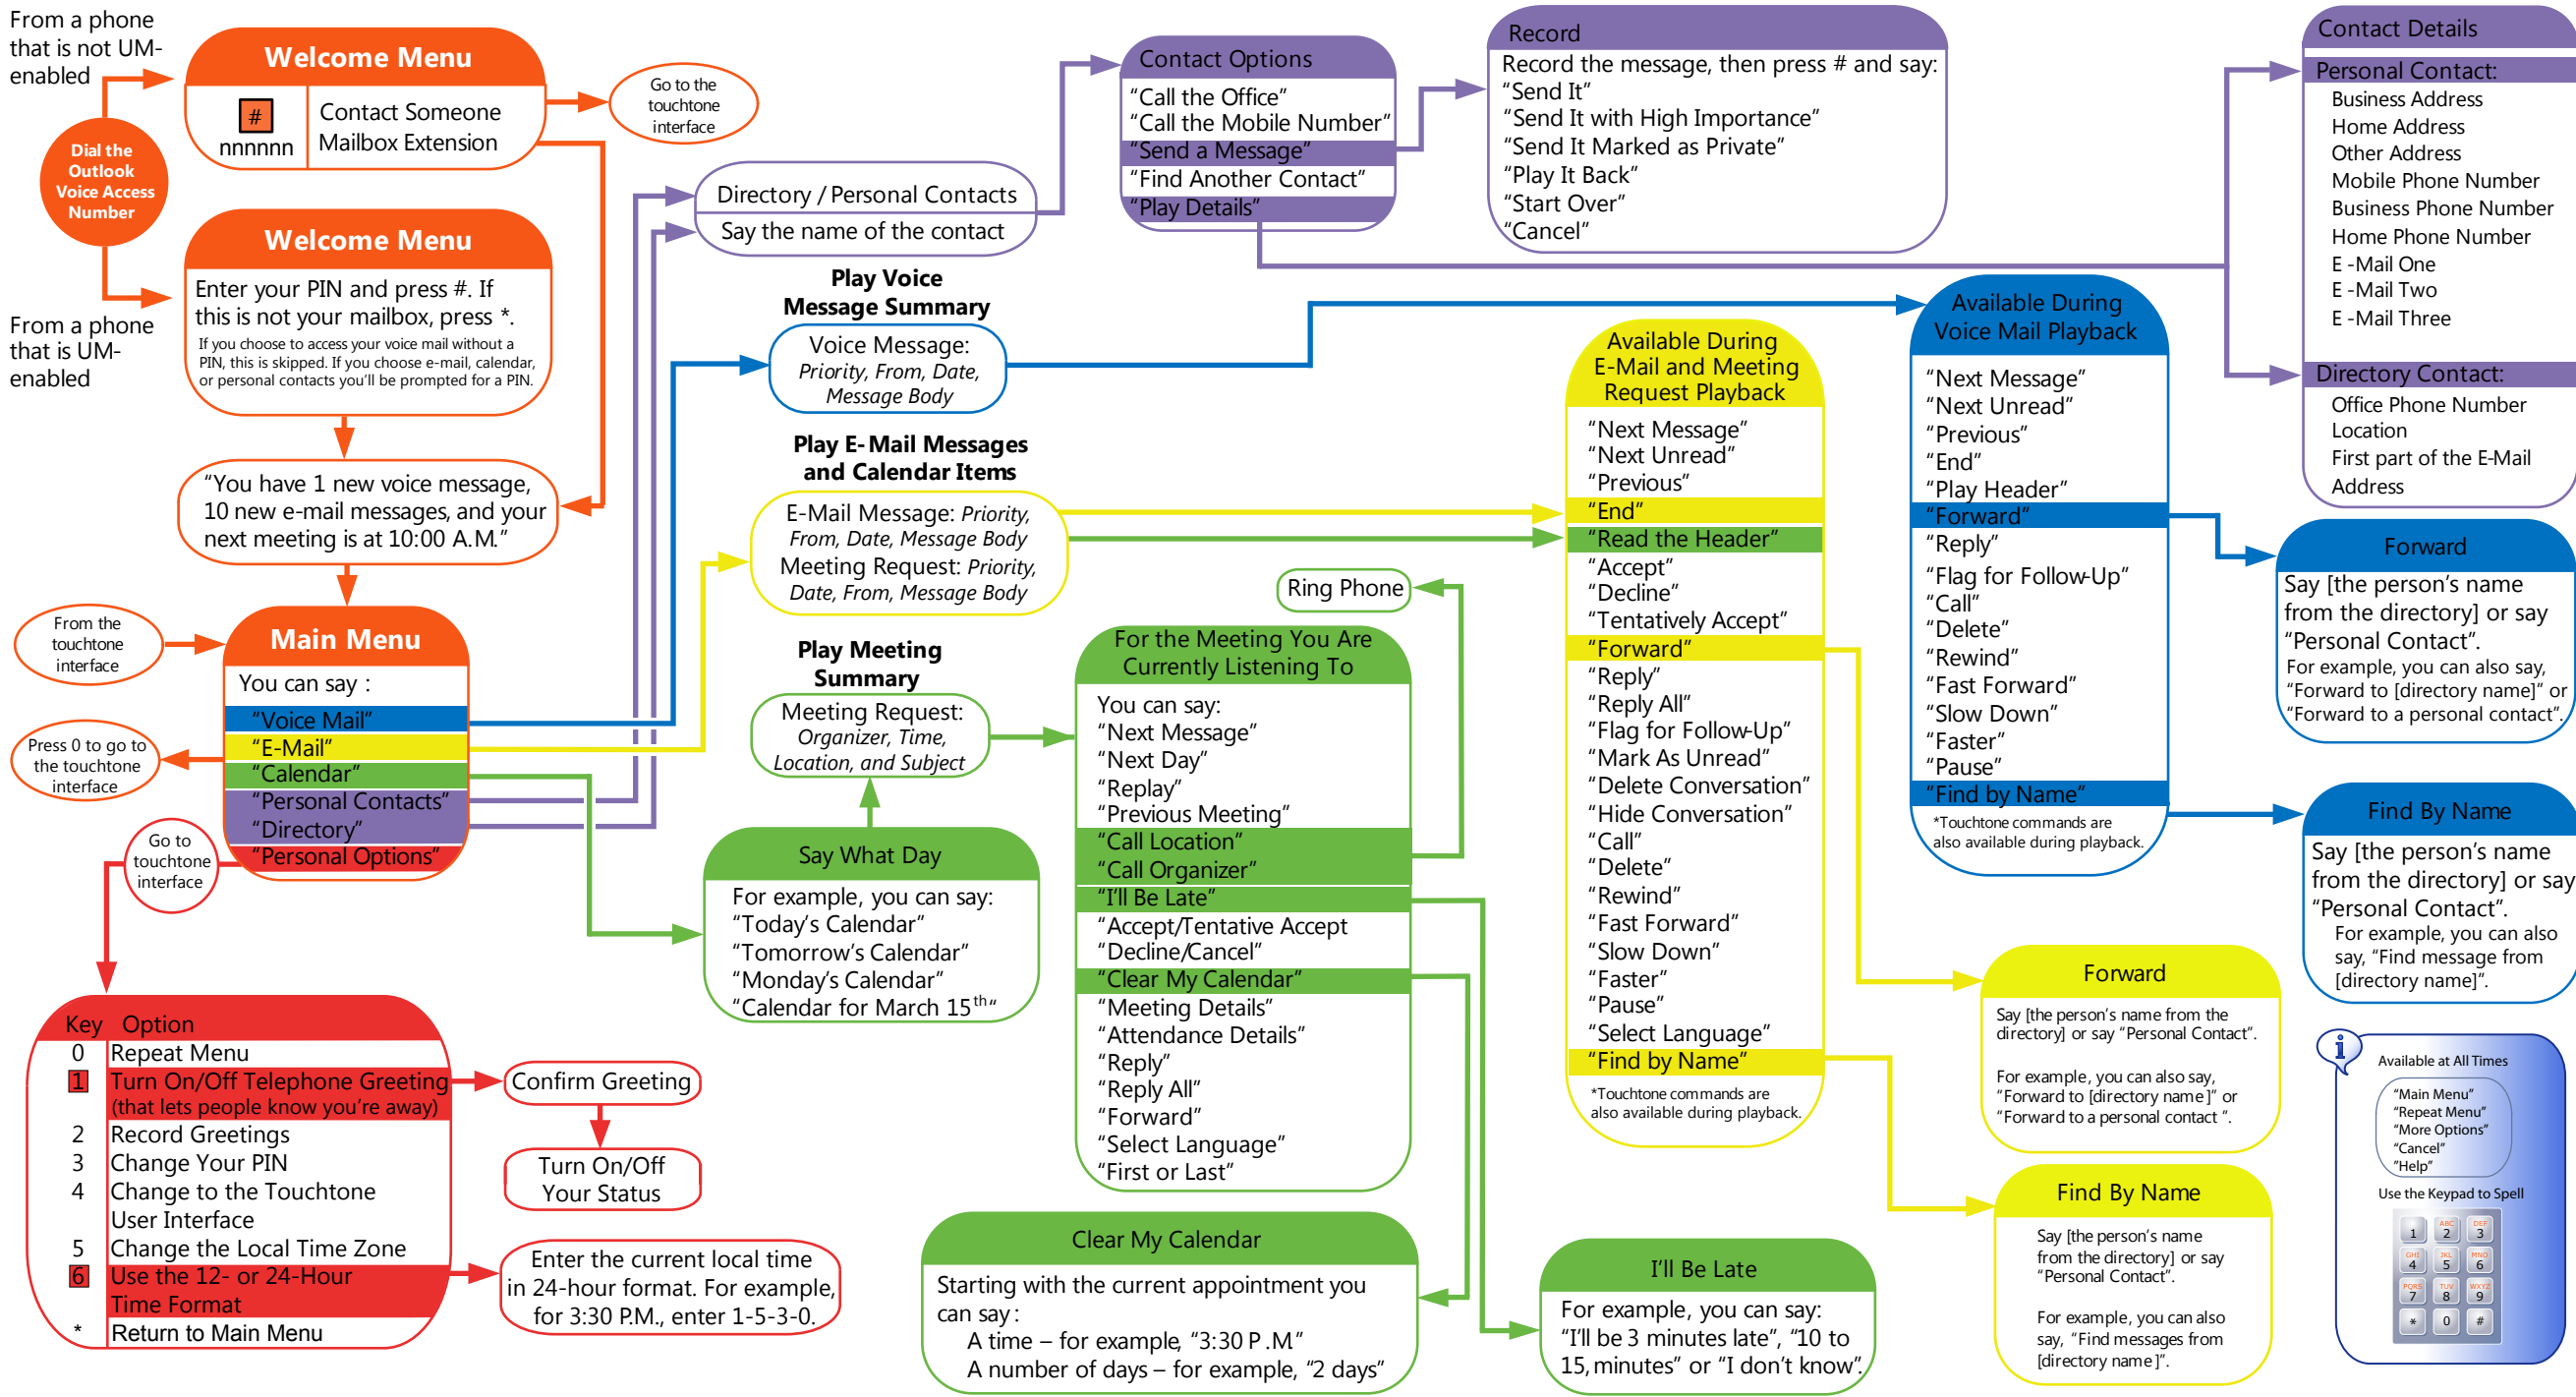 From a phone
that is not UM-
enabled
Dial the
Outlook
Voice Access
Number
From a phone
that is UM-
enabled
Welcome Menu
#
nnnnnn
Contact Someone
Mailbox Extension
Go to the
touchtone
interface
Welcome Menu
Enter your PIN and press #. If
this is not your mailbox, press *.
If you choose to access your voice mail without a
PIN, this is skipped. If you choose e-mail, calendar,
or personal contacts you'll be prompted for a PIN.
“You have 1 new voice message,
10 new e-mail messages, and your
next meeting is at 10:00 A.M.”
From the
touchtone
interface
Press 0 to go to
the touchtone
interface
Main Menu
You can say :
“Voice Mail”
“E-Mail”
“Calendar”
“Personal Contacts”
“Directory”
“Personal Options”
Go to
touchtone
interface
Key Option
0 Repeat Menu
1 Turn On/Off Telephone Greeting
(that lets people know you're away)
2 Record Greetings
3 Change Your PIN
4 Change to the Touchtone
User Interface
5 Change the Local Time Zone
6 Use the 12- or 24-Hour
Time Format
* Return to Main Menu
Confirm Greeting
Turn On/Off
Your Status
Enter the current local time
in 24-hour format. For example,
for 3:30 P.M., enter 1-5-3-0.
Directory / Personal Contacts
Say the name of the contact
Contact Options
“Call the Office”
“Call the Mobile Number”
“Send a Message”
“Find Another Contact”
“Play Details”
Record
Record the message, then press # and say:
“Send It”
“Send It with High Importance”
“Send It Marked as Private”
“Play It Back”
“Start Over”
“Cancel”
Contact Details
Personal Contact:
Business Address
Home Address
Other Address
Mobile Phone Number
Business Phone Number
Home Phone Number
E -Mail One
E -Mail Two
E -Mail Three
Directory Contact:
Office Phone Number
Location
First part of the E-Mail
Address
Play Voice
Message Summary
Voice Message:
Priority, From, Date,
Message Body
Play E-Mail Messages
and Calendar Items
E-Mail Message: Priority,
From, Date, Message Body
Meeting Request: Priority,
Date, From, Message Body
Play Meeting
Summary
Meeting Request:
Organizer, Time,
Location, and Subject
Say What Day
For example, you can say:
“Today's Calendar”
“Tomorrow's Calendar”
“Monday's Calendar”
“Calendar for March 15th“
Ring Phone
For the Meeting You Are
Currently Listening To
You can say:
“Next Message”
“Next Day”
“Replay”
“Previous Meeting”
“Call Location”
“Call Organizer”
“I'll Be Late”
“Accept/Tentative Accept
“Decline/Cancel”
“Clear My Calendar”
“Meeting Details”
“Attendance Details”
“Reply”
“Reply All”
“Forward”
“Select Language”
“First or Last”
Clear My Calendar
Starting with the current appointment you
can say :
A time – for example, “3:30 P .M.”
A number of days – for example, “2 days”
I'll Be Late
For example, you can say:
“I'll be 3 minutes late”, “10 to
15, minutes” or “I don't know”.
Available During
E-Mail and Meeting
Request Playback
“Next Message”
“Next Unread”
“Previous”
“End”
“Read the Header”
“Accept”
“Decline”
“Tentatively Accept”
“Forward”
“Reply”
“Reply All”
“Flag for Follow-Up”
“Mark As Unread”
“Delete Conversation”
“Hide Conversation”
“Call”
“Delete”
“Rewind”
“Fast Forward”
“Slow Down”
“Faster”
“Pause”
“Select Language”
“Find by Name”
*Touchtone commands are
also available during playback.
Available During
Voice Mail Playback
“Next Message”
“Next Unread”
“Previous”
“End”
“Play Header”
“Forward”
“Reply”
“Flag for Follow-Up”
“Call”
“Delete”
“Rewind”
“Fast Forward”
“Slow Down”
“Faster”
“Pause”
“Find by Name”
*Touchtone commands are
also available during playback.
Forward
Say [the person's name
from the directory] or say
“Personal Contact”.
For example, you can also say,
“Forward to [directory name]” or
“Forward to a personal contact”.
Find By Name
Say [the person's name
from the directory] or say
“Personal Contact”.
For example, you can also
say, “Find message from
[directory name]”.
Forward
Say [the person's name from the
directory] or say “Personal Contact”.
For example, you can also say,
“Forward to [directory name ]” or
“Forward to a personal contact ”.
Find By Name
Say [the person's name
from the directory] or say
“Personal Contact”.
For example, you can also
say, “Find messages from
[directory name ]”.
i
Available at All Times
“Main Menu”
“Repeat Menu”
“More Options”
“Cancel”
“Help”
Use the Keypad to Spell
ABC DEF
1 2 3
GHI JKL MNO
4 5 6
PQRS TUV WXYZ
7 8 9
* 0 #